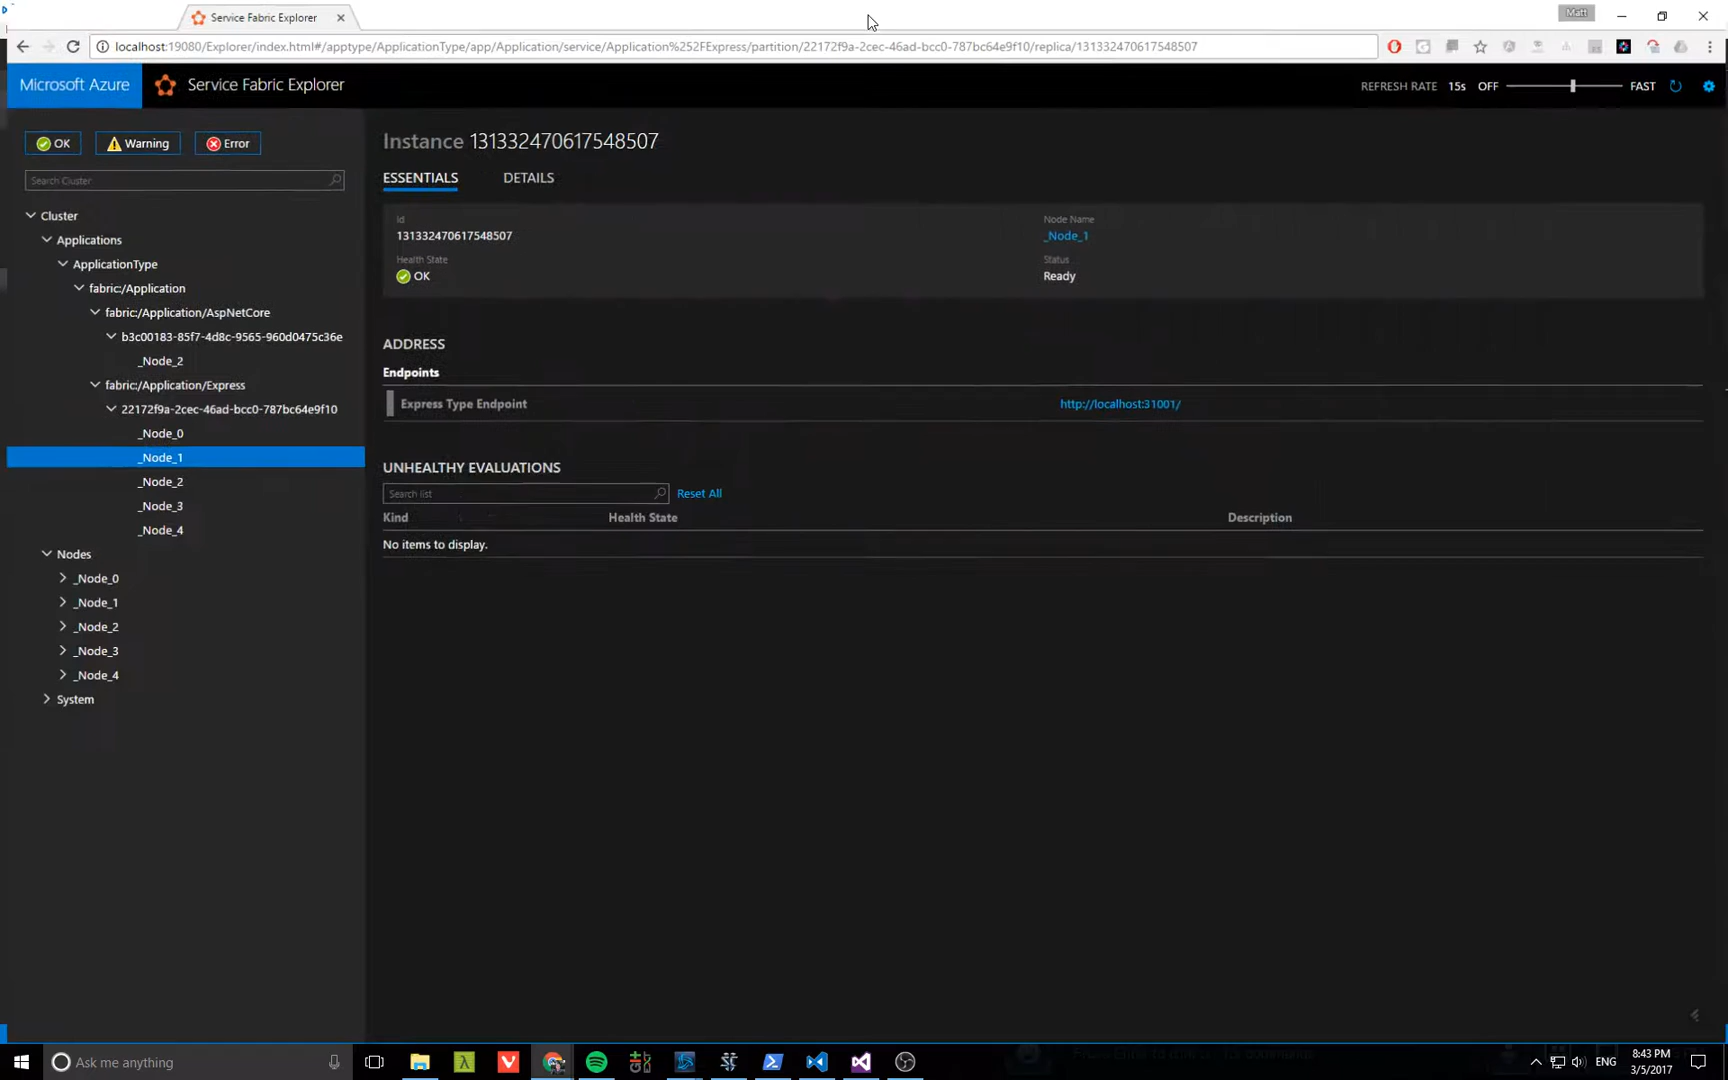 Service Fabric Explorer
Matt
localhost:19080/Explorer/index.html#/apptype/ApplicationType/app/Application/service/Application%252FExpress/partition/22172f9a-2cec-46ad-bcc0-787bc64e9f10/replica/131332470617548507
Microsoft Azure
Service Fabric Explorer
REFRESH RATE 15s OFF FAST
OK
Warning
Error
Search Cluster
Cluster
Applications
ApplicationType
fabric:/Application
fabric:/Application/AspNetCore
b3c00183-85f7-4d8c-9565-960d0475c36e
_Node_2
fabric:/Application/Express
22172f9a-2cec-46ad-bcc0-787bc64e9f10
_Node_0
_Node_1
_Node_2
_Node_3
_Node_4
Nodes
_Node_0
_Node_1
_Node_2
_Node_3
_Node_4
System
Instance 131332470617548507
ESSENTIALS DETAILS
Id
131332470617548507
Node Name
_Node_1
Health State
OK
Status
Ready
ADDRESS
Endpoints
Express Type Endpoint http://localhost:31001/
UNHEALTHY EVALUATIONS
Search list
Reset All
Kind Health State Description
No items to display.
Ask me anything
ENG
8:43 PM
3/5/2017